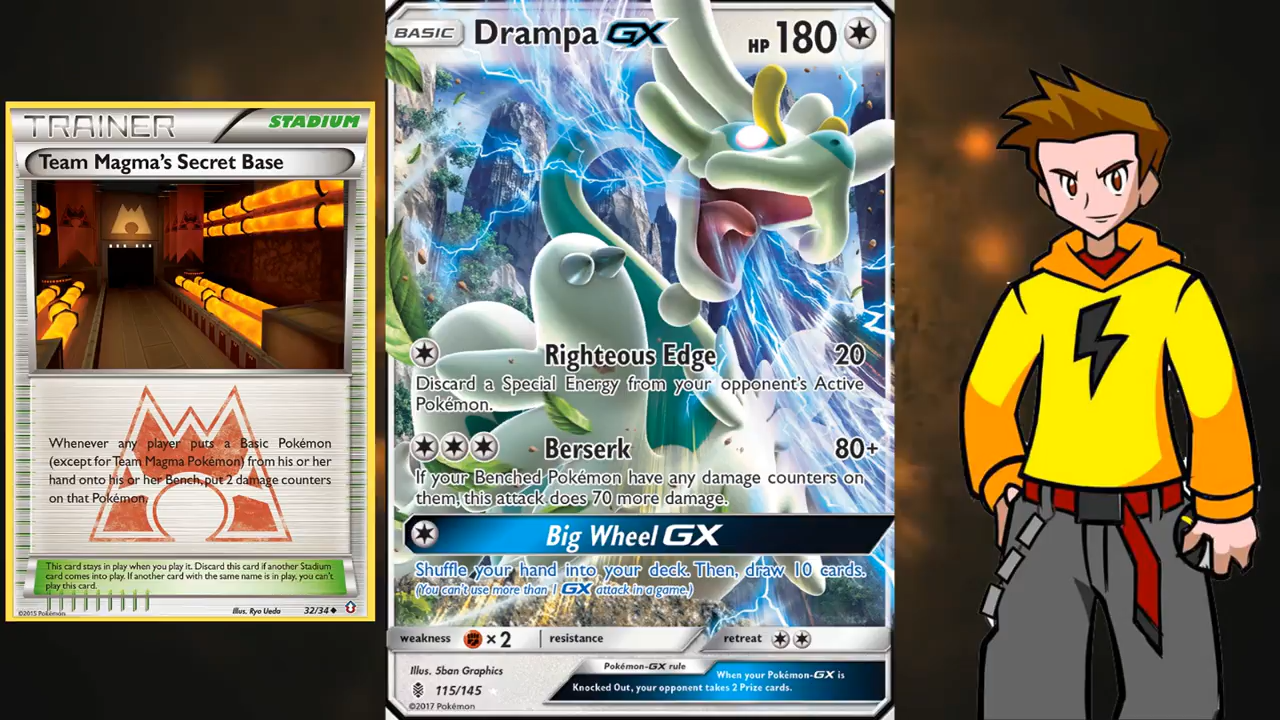 TRAINER
STADIUM
Team Magma's Secret Base
Whenever any player puts a Basic Pokémon
(except for Team Magma Pokémon) from his or her
hand onto his or her Bench, put 2 damage counters
on that Pokémon.
This card stays in play when you play it. Discard this card if another Stadium
card comes into play. If another card with the same name is in play, you can't
play this card.
Illus. Ryo Ueda
32/34
©2015 Pokémon
BASIC
Drampa GX
HP 180
Righteous Edge 20
Discard a Special Energy from your opponent's Active
Pokémon.
Berserk 80+
If your Benched Pokémon have any damage counters on
them, this attack does 70 more damage.
Big Wheel GX
Shuffle your hand into your deck. Then, draw 10 cards.
(You can't use more than 1 GX attack in a game.)
weakness ×2 resistance retreat
Illus. 5ban Graphics
115/145
©2017 Pokémon
Pokémon-GX rule
When your Pokémon-GX is
Knocked Out, your opponent takes 2 Prize cards.